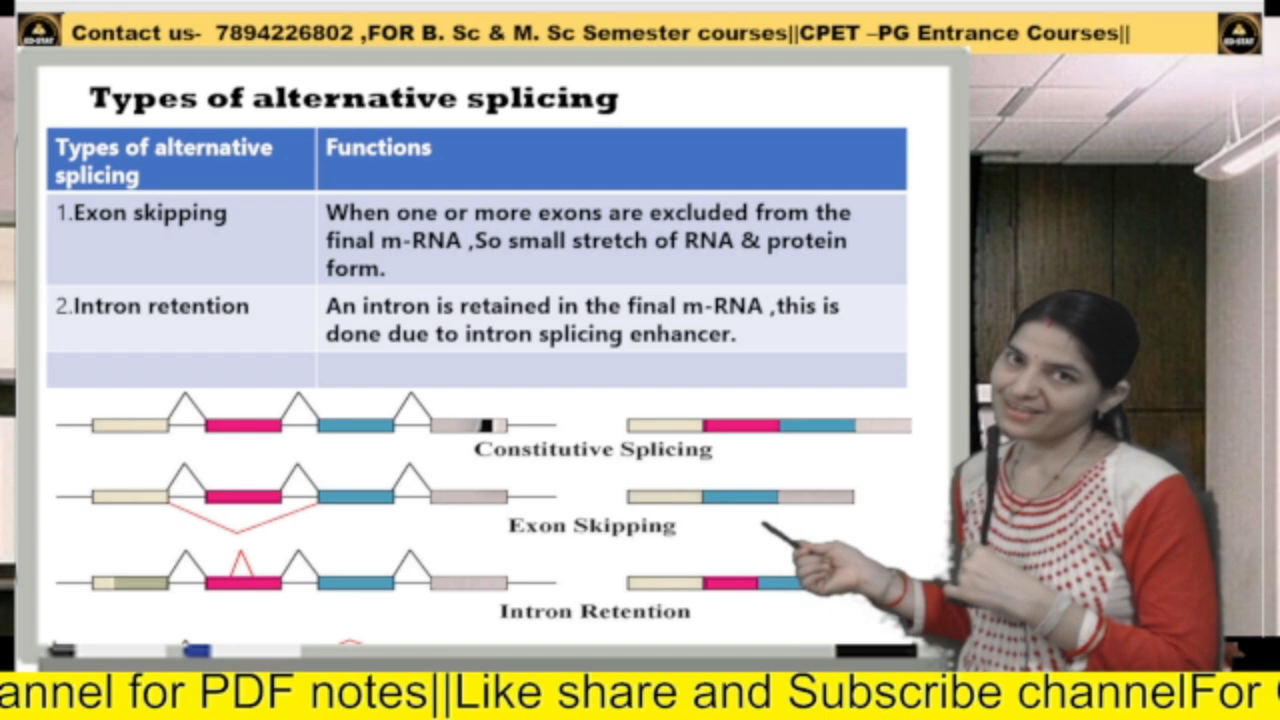 Contact us-  7894226802 ,FOR B. Sc & M. Sc Semester courses||CPET –PG Entrance Courses||
Types of alternative splicing
Types of alternative
splicing
Functions
1.Exon skipping
When one or more exons are excluded from the
final m-RNA ,So small stretch of RNA & protein
form.
2.Intron retention
An intron is retained in the final m-RNA ,this is
done due to intron splicing enhancer.
Constitutive Splicing
Exon Skipping
Intron Retention
annel for PDF notes||Like share and Subscribe channelFor